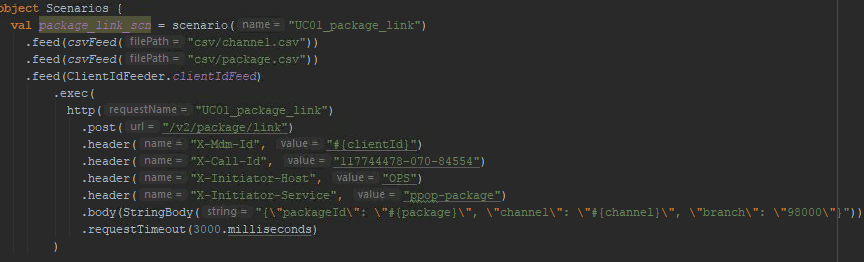 object Scenarios {
val package_link_scn = scenario( name = "UC01_package_link")
.feed(csvFeed( filePath = "csv/channel.csv"))
.feed(csvFeed( filePath = "csv/package.csv"))
.feed(ClientIdFeeder.clientIdFeed)
.exec(
http( requestName = "UC01_package_link")
.post( url = "/v2/package/link")
.header( name = "X-Mdm-Id", value = "#{clientId}")
.header( name = "X-Call-Id", value = "117744478-070-84554")
.header( name = "X-Initiator-Host", value = "OPS")
.header( name = "X-Initiator-Service", value = "ppop-package")
.body(StringBody( string = "{\"packageId\": \"#{package}\", \"channel\": \"#{channel}\", \"branch\": \"98000\"}"))
.requestTimeout(3000.milliseconds)
)